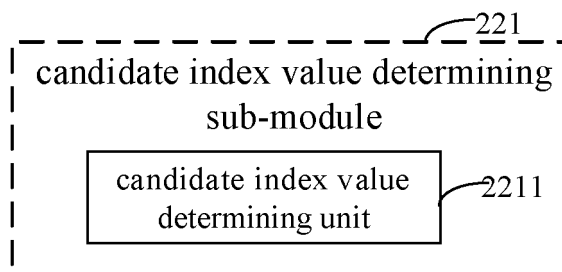 221
candidate index value determining
sub-module
candidate index value
determining unit
2211